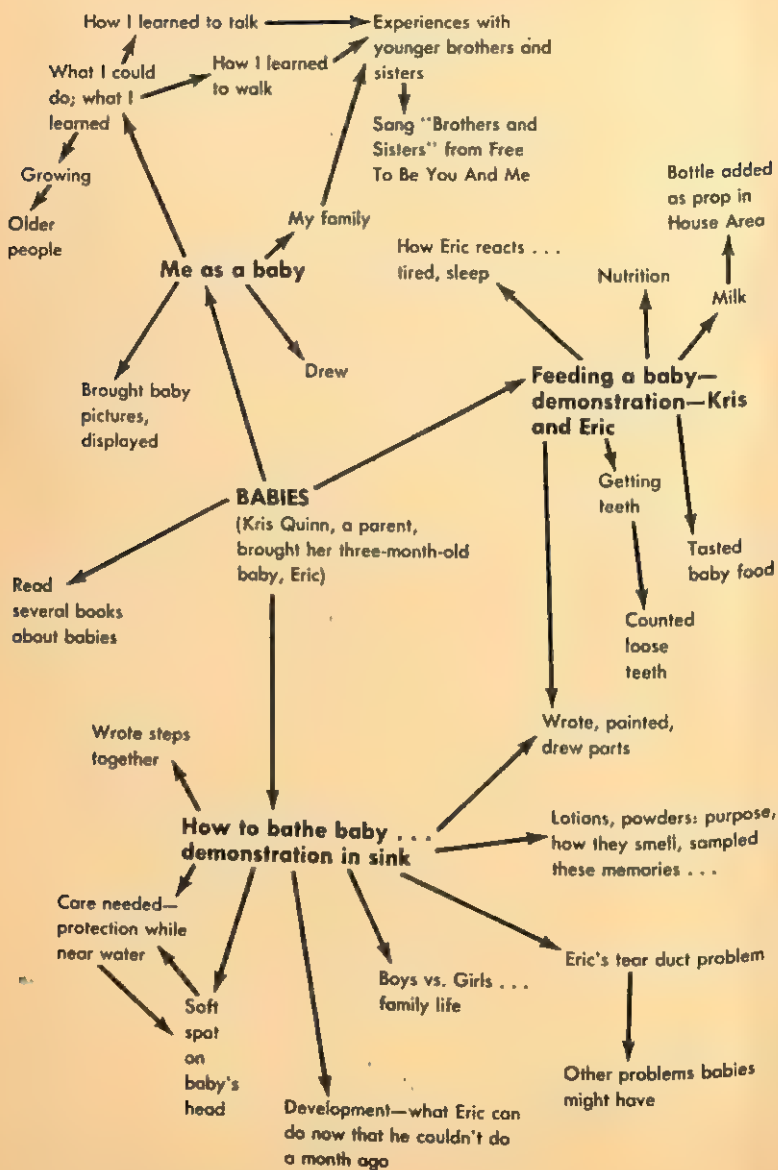 How I learned to talk
Experiences with
younger brothers and
sisters
What I could
do; what I
learned
How I learned
to walk
Sang "Brothers and
Sisters" from Free
To Be You And Me
Growing
Older
people
My family
Me as a baby
Bottle added
as prop in
House Area
How Eric reacts ...
tired, sleep
Nutrition
Milk
Drew
Brought baby
pictures,
displayed
Feeding a baby—
demonstration—Kris
and Eric
BABIES
(Kris Quinn, a parent,
brought her three-month-old
baby, Eric)
Getting
teeth
Tasted
baby food
Read
several books
about babies
Counted
loose
teeth
Wrote steps
together
Wrote, painted,
drew parts
How to bathe baby ...
demonstration in sink
Lotions, powders: purpose,
how they smell, sampled
these memories ...
Care needed—
protection while
near water
Soft
spot
on
baby's
head
Boys vs. Girls ...
family life
Eric's tear duct problem
Development—what Eric can
do now that he couldn't do
a month ago
Other problems babies
might have